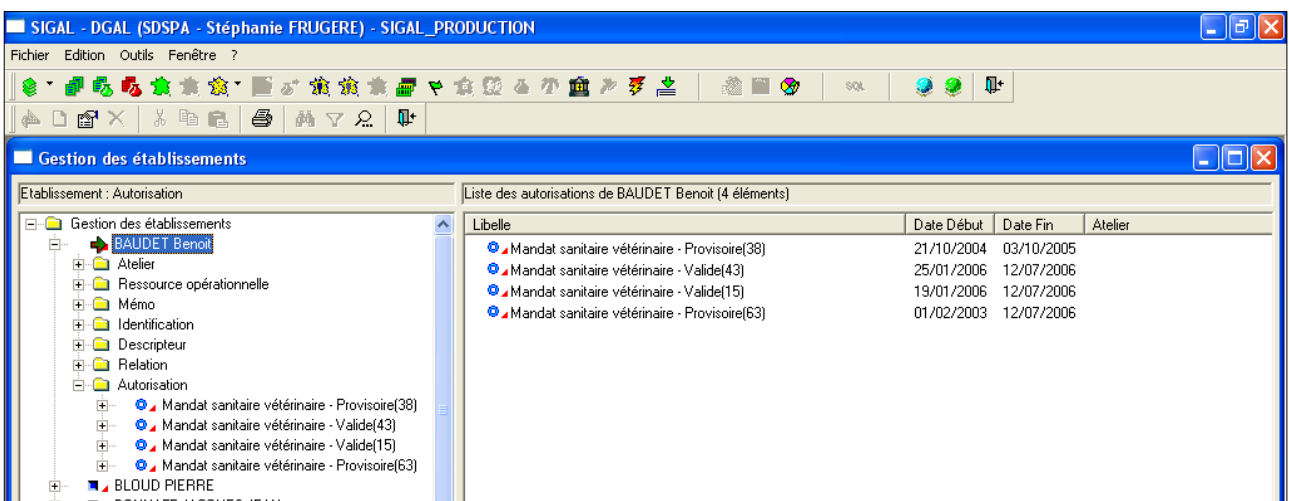 SIGAL - DGAL (SDSPA - Stéphanie FRUGERE) - SIGAL_PRODUCTION
Fichier Edition Outils Fenêtre ?
SQL
Gestion des établissements
Etablissement : Autorisation
Liste des autorisations de BAUDET Benoit (4 éléments)
Gestion des établissements
BAUDET Benoit
Atelier
Ressource opérationnelle
Mémo
Identification
Descripteur
Relation
Autorisation
Mandat sanitaire vétérinaire - Provisoire(38)
Mandat sanitaire vétérinaire - Valide(43)
Mandat sanitaire vétérinaire - Valide(15)
Mandat sanitaire vétérinaire - Provisoire(63)
BLOUD PIERRE
Libelle Date Début Date Fin Atelier
Mandat sanitaire vétérinaire - Provisoire(38) 21/10/2004 03/10/2005
Mandat sanitaire vétérinaire - Valide(43) 25/01/2006 12/07/2006
Mandat sanitaire vétérinaire - Valide(15) 19/01/2006 12/07/2006
Mandat sanitaire vétérinaire - Provisoire(63) 01/02/2003 12/07/2006